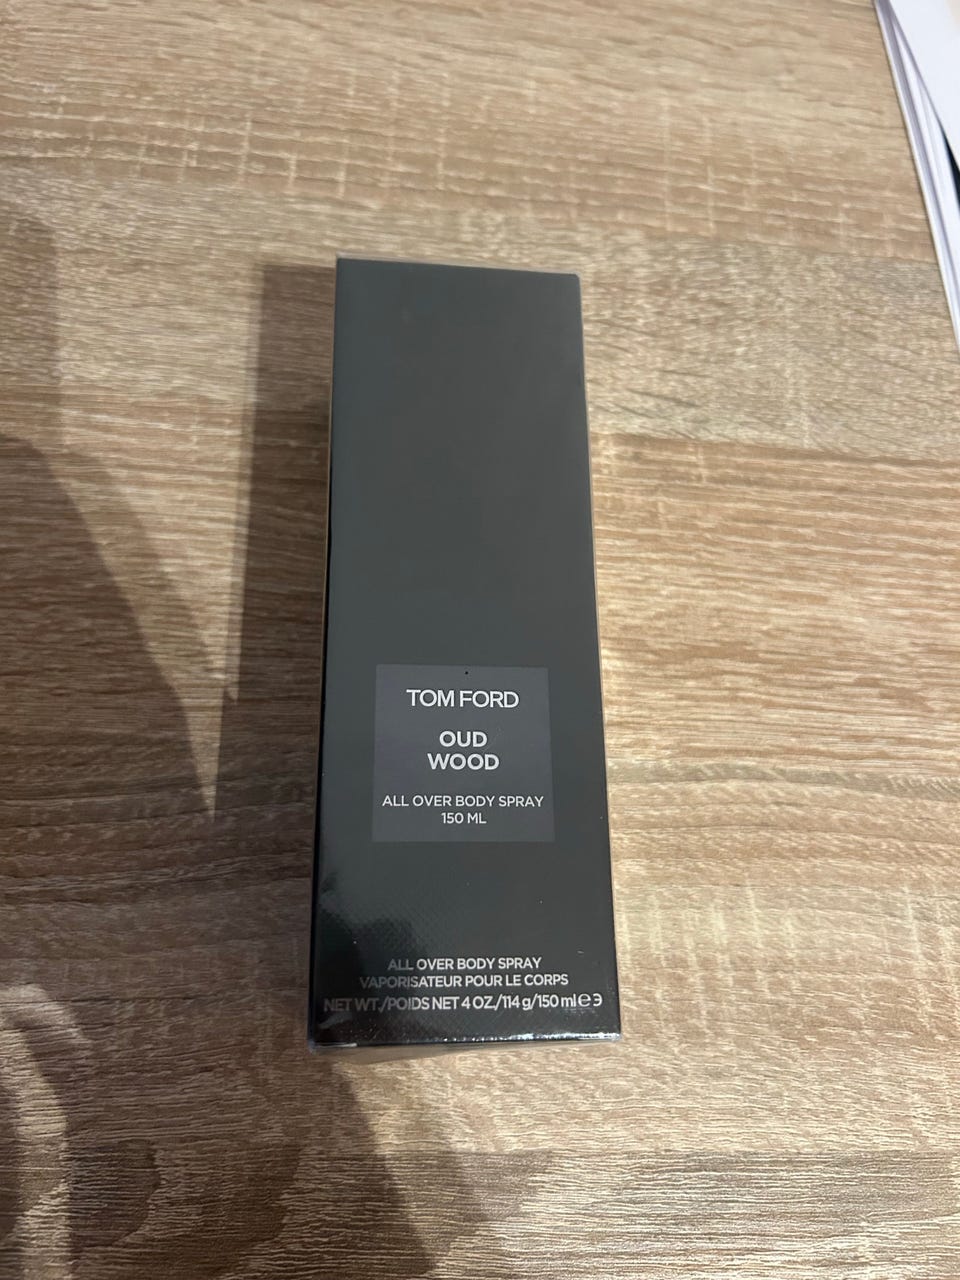 TOM FORD
OUD
WOOD
ALL OVER BODY SPRAY
150 ML
ALL OVER BODY SPRAY
VAPORISATEUR POUR LE CORPS
NET WT./POIDS NET 4 OZ./114 g/150 ml ℮ Э